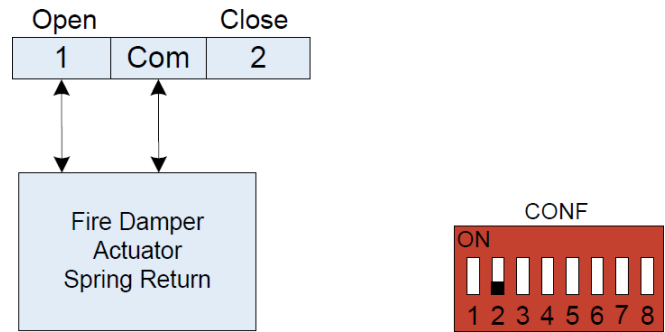 Open Close
1 Com 2
Fire Damper
Actuator
Spring Return
CONF
ON
1 2 3 4 5 6 7 8